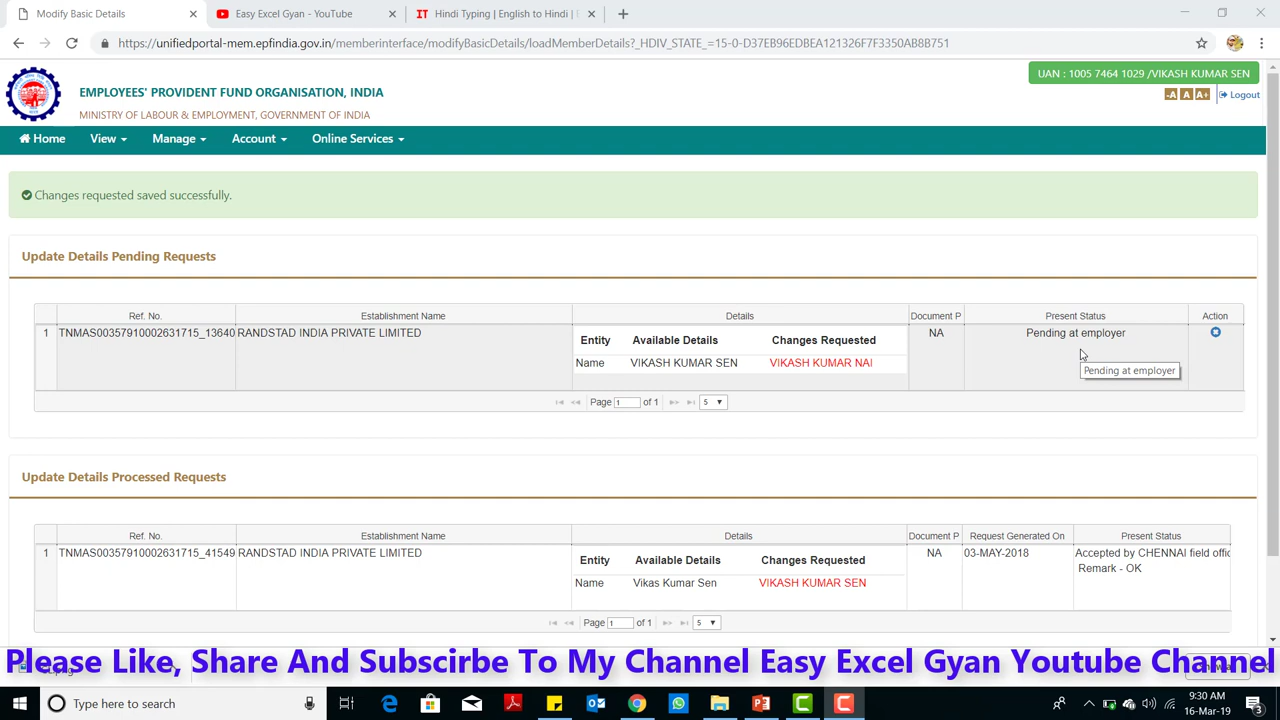 Modify Basic Details
Easy Excel Gyan - YouTube
IT Hindi Typing | English to Hindi |
https://unifiedportal-mem.epfindia.gov.in/memberinterface/modifyBasicDetails/loadMemberDetails?_HDIV_STATE_=15-0-D37EB96EDBEA121326F7F3350AB8B751
UAN : 1005 7464 1029 /VIKASH KUMAR SEN
EMPLOYEES' PROVIDENT FUND ORGANISATION, INDIA
-A A A+ Logout
MINISTRY OF LABOUR & EMPLOYMENT, GOVERNMENT OF INDIA
Home View Manage Account Online Services
Changes requested saved successfully.
Update Details Pending Requests
Ref. No. Establishment Name Details Document P Present Status Action
1 TNMAS00357910002631715_13640 RANDSTAD INDIA PRIVATE LIMITED NA Pending at employer
Entity Available Details Changes Requested
Name VIKASH KUMAR SEN VIKASH KUMAR NAI
Pending at employer
Page 1 of 1 5
Update Details Processed Requests
Ref. No. Establishment Name Details Document P Request Generated On Present Status
1 TNMAS00357910002631715_41549 RANDSTAD INDIA PRIVATE LIMITED NA 03-MAY-2018 Accepted by CHENNAI field offic
Entity Available Details Changes Requested
Remark - OK
Name Vikas Kumar Sen VIKASH KUMAR SEN
Page 1 of 1 5
Please Like, Share And Subscirbe To My Channel Easy Excel Gyan Youtube Channel
Type here to search
9:30 AM
16-Mar-19
3